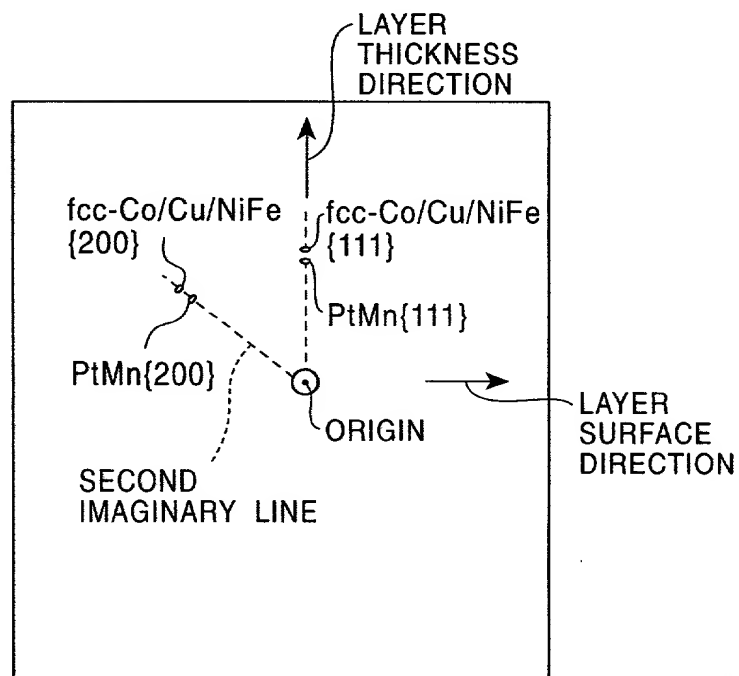 LAYER
THICKNESS
DIRECTION
fcc-Co/Cu/NiFe
{200}
fcc-Co/Cu/NiFe
{111}
PtMn{111}
PtMn{200}
ORIGIN
LAYER
SURFACE
DIRECTION
SECOND
IMAGINARY LINE